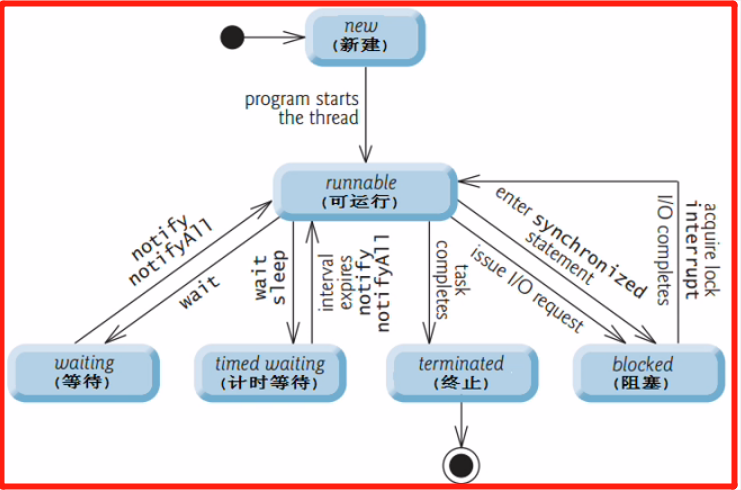 new
(新建)
program starts
the thread
runnable
(可运行)
notify
notifyAll
wait
wait
sleep
interval
expires
notify
notifyAll
task
completes
enter synchronized
statement
issue I/O request
I/O completes
interrupt
acquire lock
waiting
(等待)
timed waiting
(计时等待)
terminated
(终止)
blocked
(阻塞)